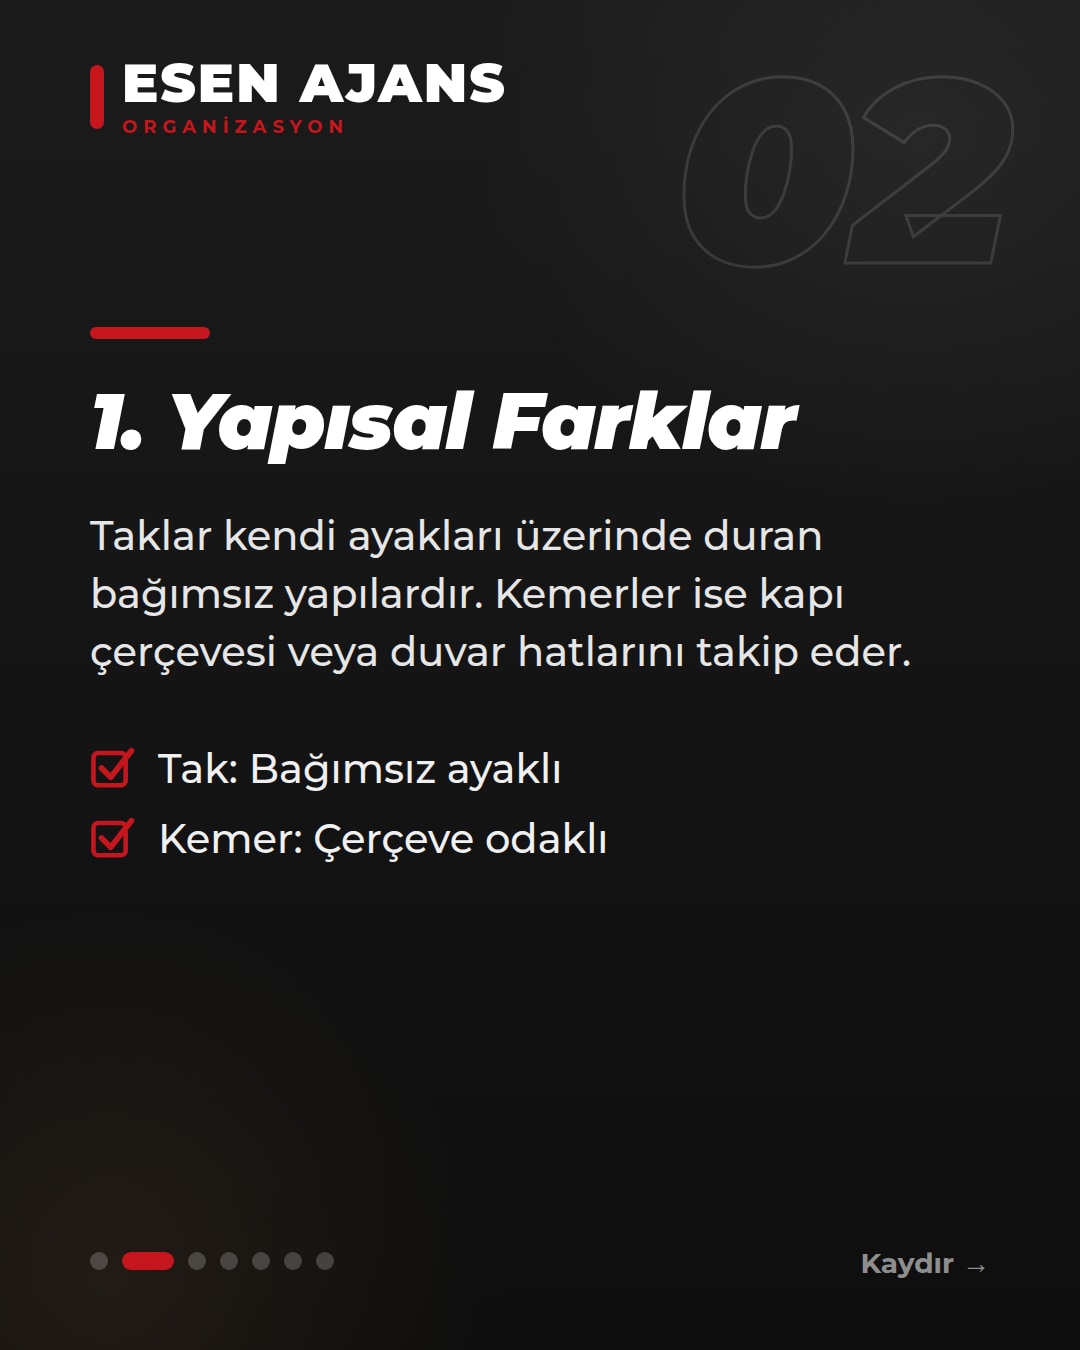 ESEN AJANS
ORGANİZASYON
02
1. Yapısal Farklar
Taklar kendi ayakları üzerinde duran
bağımsız yapılardır. Kemerler ise kapı
çerçevesi veya duvar hatlarını takip eder.
Tak: Bağımsız ayaklı
Kemer: Çerçeve odaklı
Kaydır →